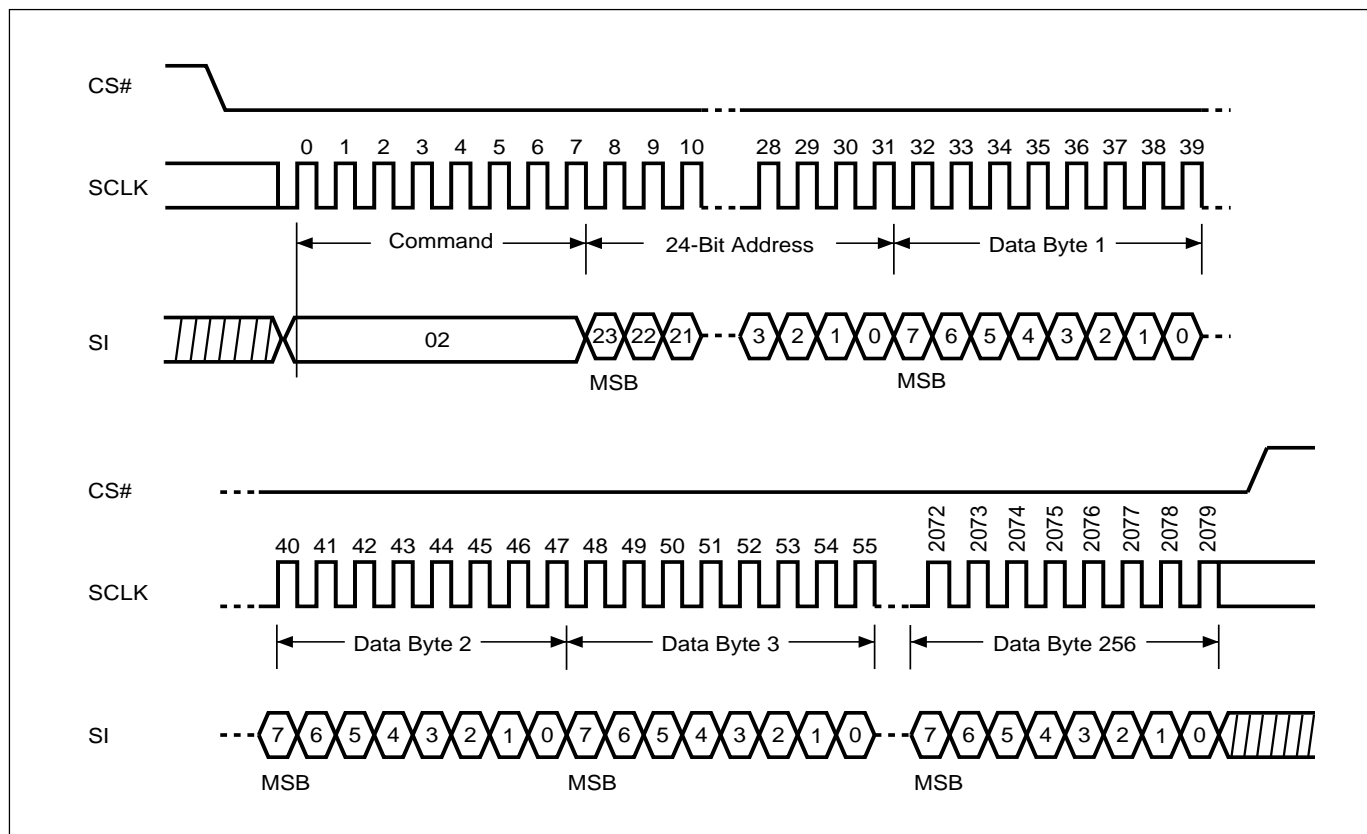 CS#
0 1 2 3 4 5 6 7 8 9 10 28 29 30 31 32 33 34 35 36 37 38 39
SCLK
Command 24-Bit Address Data Byte 1
SI 02 23 22 21 3 2 1 0 7 6 5 4 3 2 1 0
MSB MSB
CS#
2072 2073 2074 2075 2076 2077 2078 2079
40 41 42 43 44 45 46 47 48 49 50 51 52 53 54 55
SCLK
Data Byte 2 Data Byte 3 Data Byte 256
SI 7 6 5 4 3 2 1 0 7 6 5 4 3 2 1 0 7 6 5 4 3 2 1 0
MSB MSB MSB